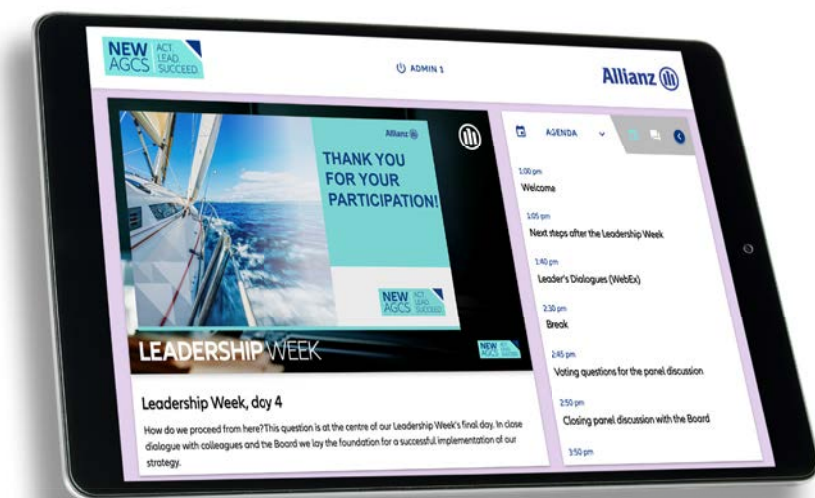 NEW
AGCS
ACT.
LEAD.
SUCCEED.
ADMIN 1
Allianz
Allianz
THANK YOU
FOR YOUR
PARTICIPATION!
NEW
AGCS
ACT.
LEAD.
SUCCEED.
LEADERSHIP WEEK
NEW
AGCS
Leadership Week, day 4
How do we proceed from here?This question is at the centre of our Leadership Week's final day. In close
dialogue with colleagues and the Board we lay the foundation for a successful implementation of our
strategy.
AGENDA
1:00 pm
Welcome
1:05 pm
Next steps after the Leadership Week
1:40 pm
Leader's Dialogues (WebEx)
2:30 pm
Break
2:45 pm
Voting questions for the panel discussion
2:50 pm
Closing panel discussion with the Board
3:50 pm